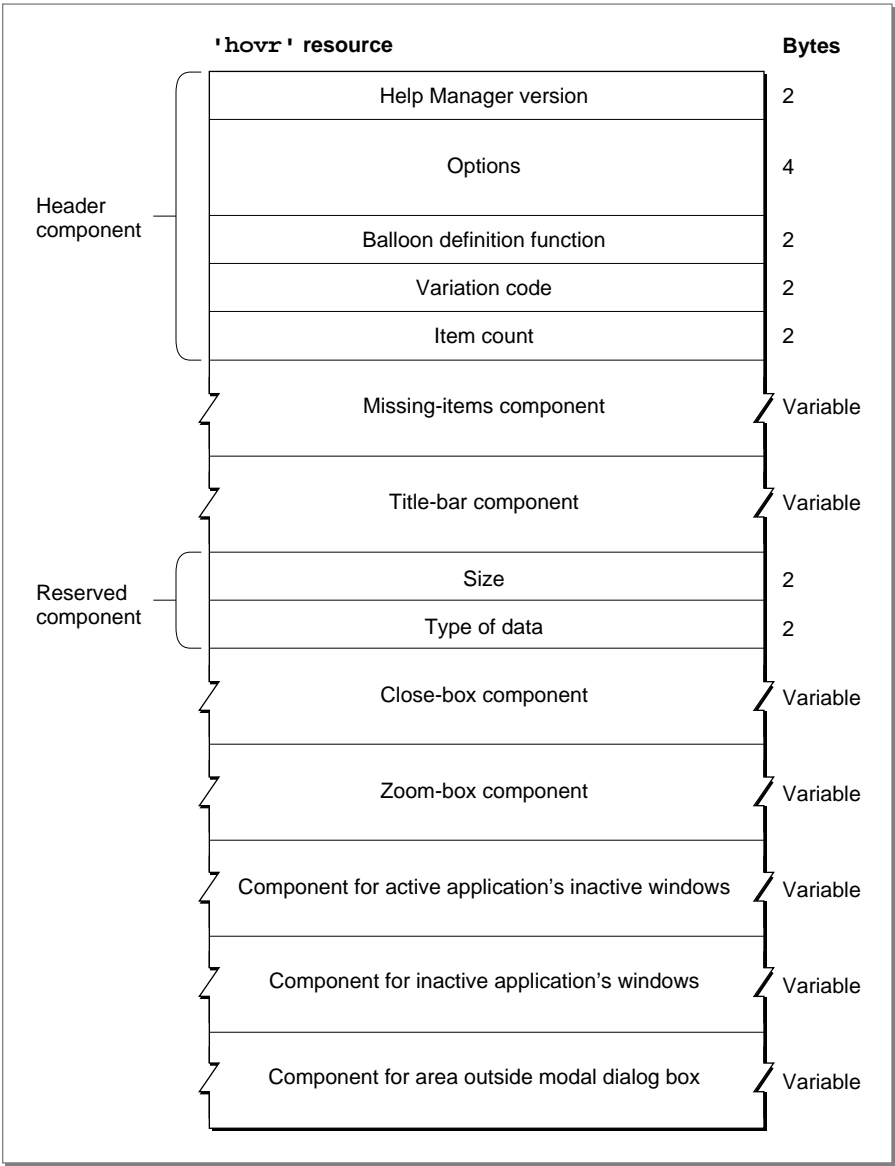 'hovr' resource Bytes
Help Manager version 2
Options 4
Header
component
Balloon definition function 2
Variation code 2
Item count 2
Missing-items component Variable
Title-bar component Variable
Reserved
component
Size 2
Type of data 2
Close-box component Variable
Zoom-box component Variable
Component for active application’s inactive windows Variable
Component for inactive application’s windows Variable
Component for area outside modal dialog box Variable